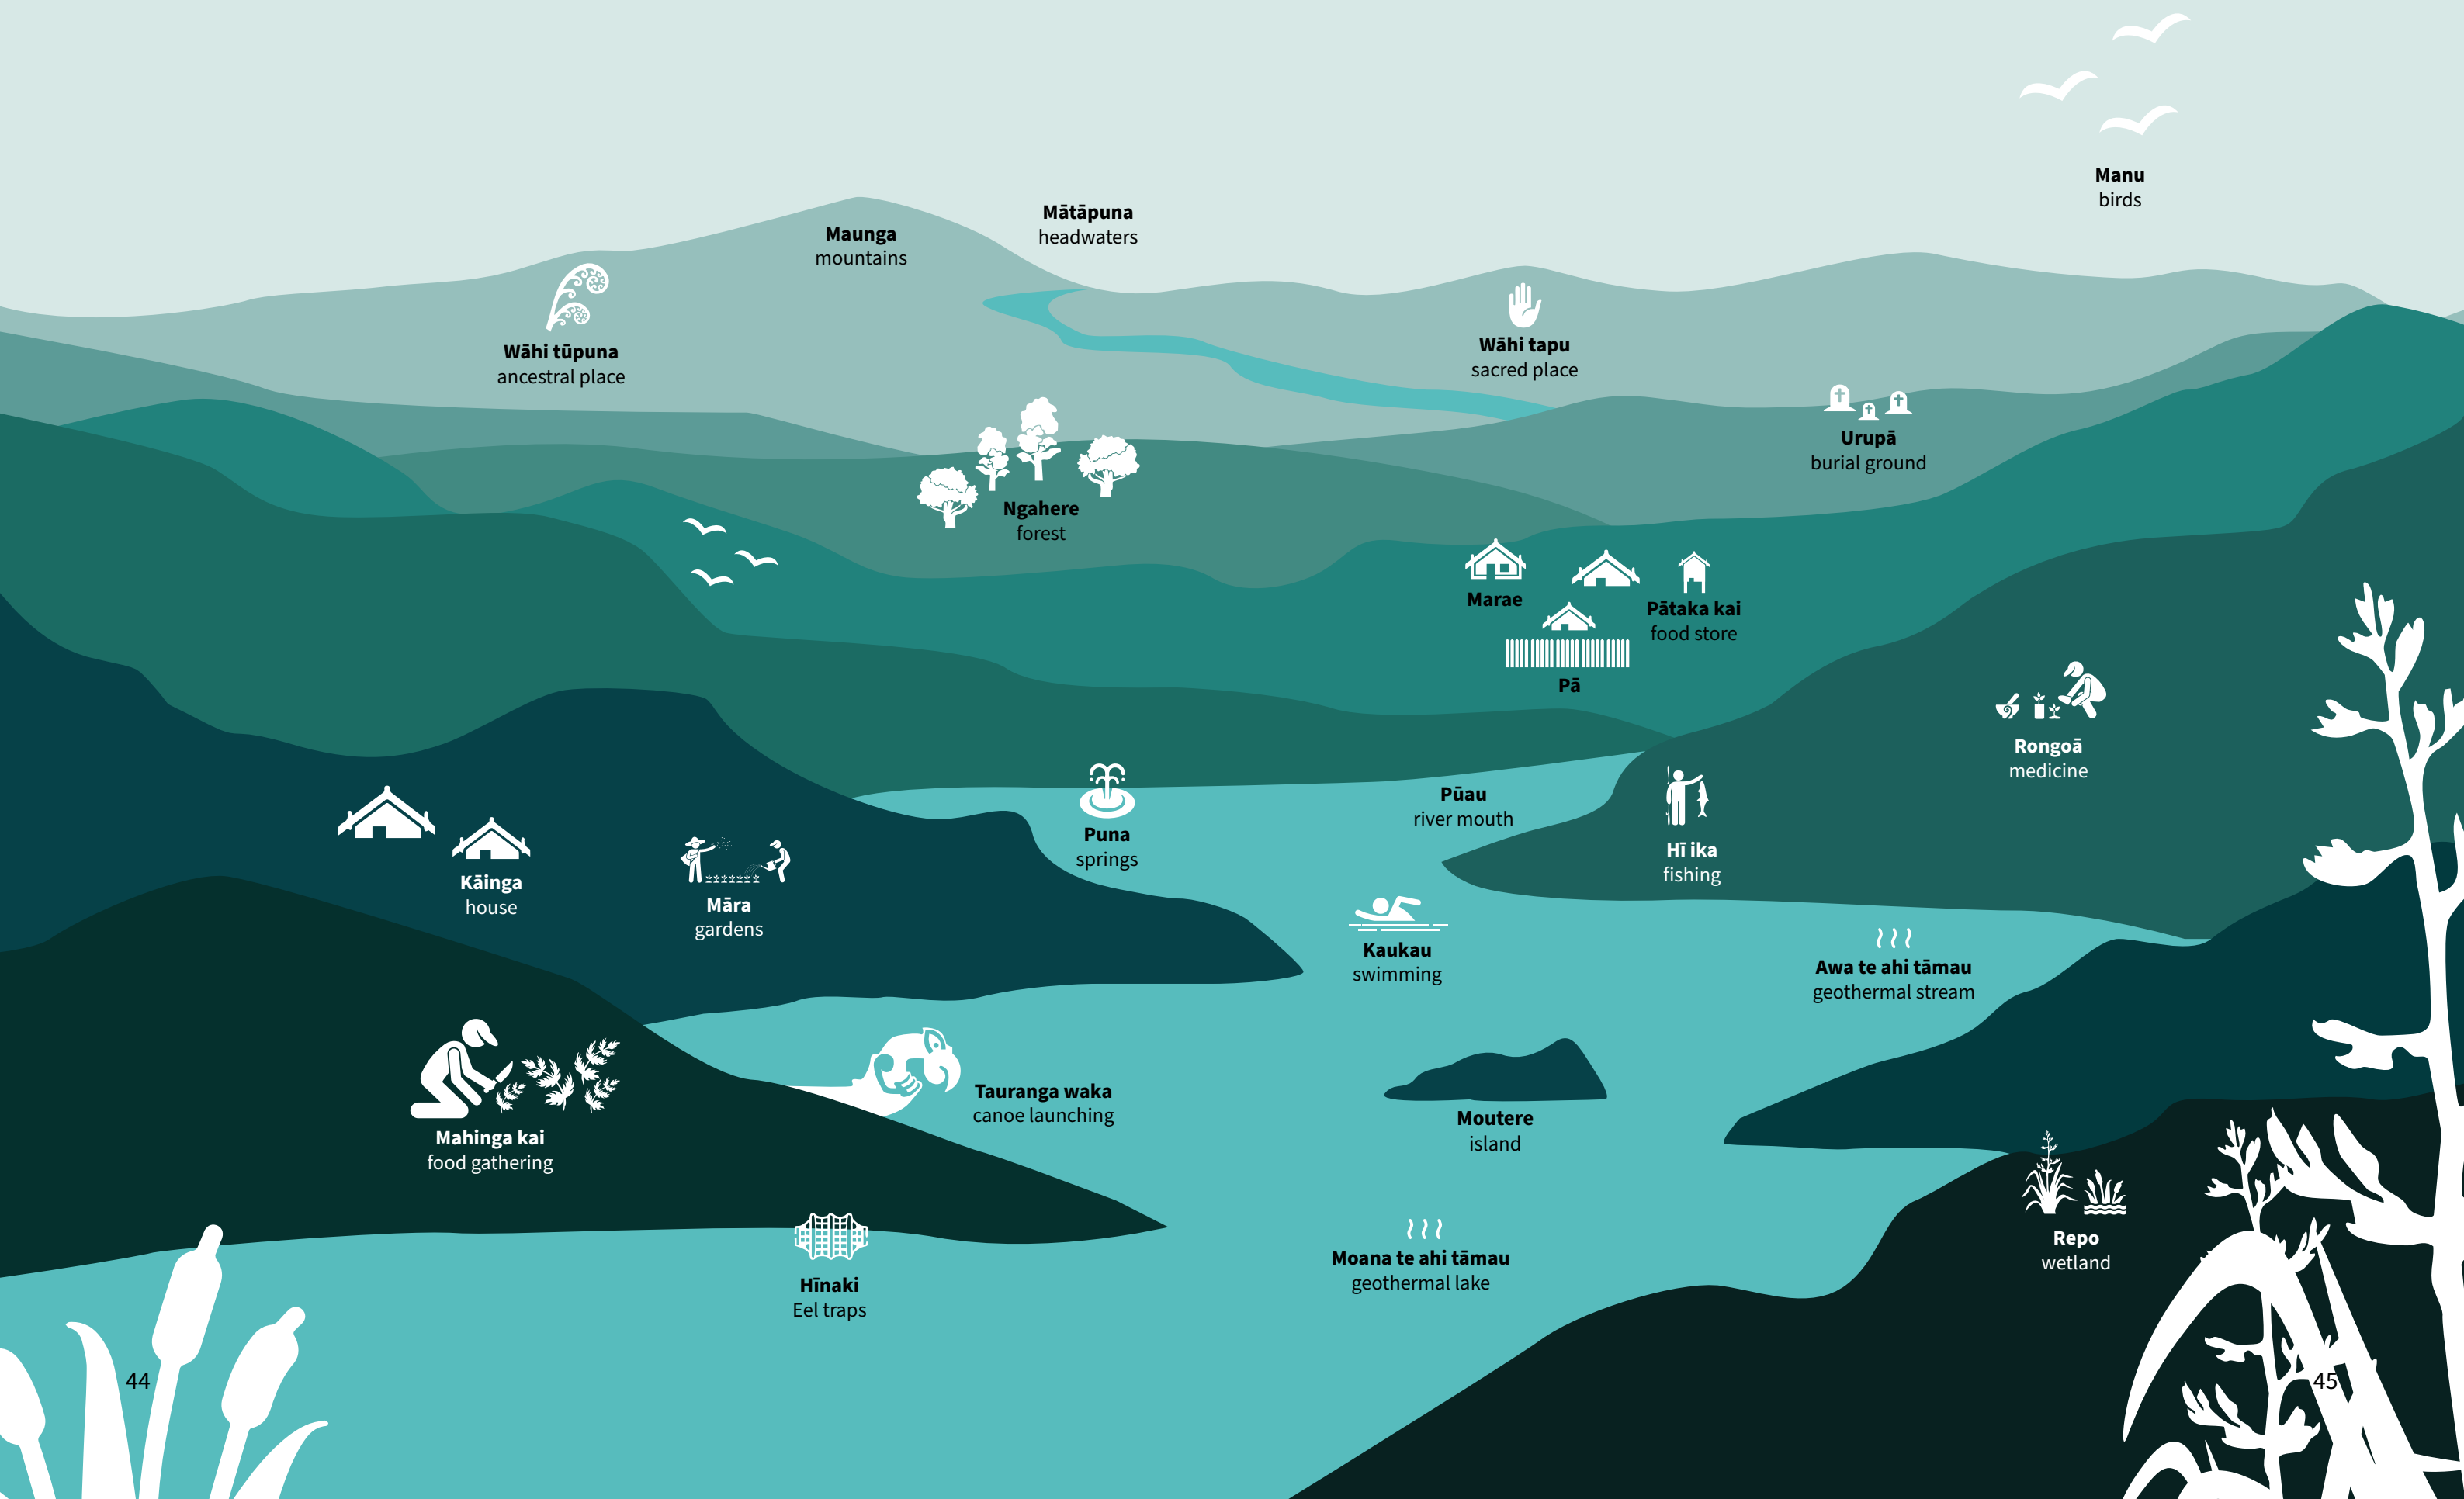 Manu
birds
Mātāpuna
headwaters
Maunga
mountains
Wāhi tūpuna
ancestral place
Wāhi tapu
sacred place
Urupā
burial ground
Ngahere
forest
Marae
Pātaka kai
food store
Pā
Rongoā
medicine
Pūau
river mouth
Puna
springs
Hī ika
fishing
Kāinga
house
Māra
gardens
Kaukau
swimming
Awa te ahi tāmau
geothermal stream
Tauranga waka
canoe launching
Moutere
island
Mahinga kai
food gathering
Repo
wetland
Moana te ahi tāmau
geothermal lake
Hīnaki
Eel traps
44
45